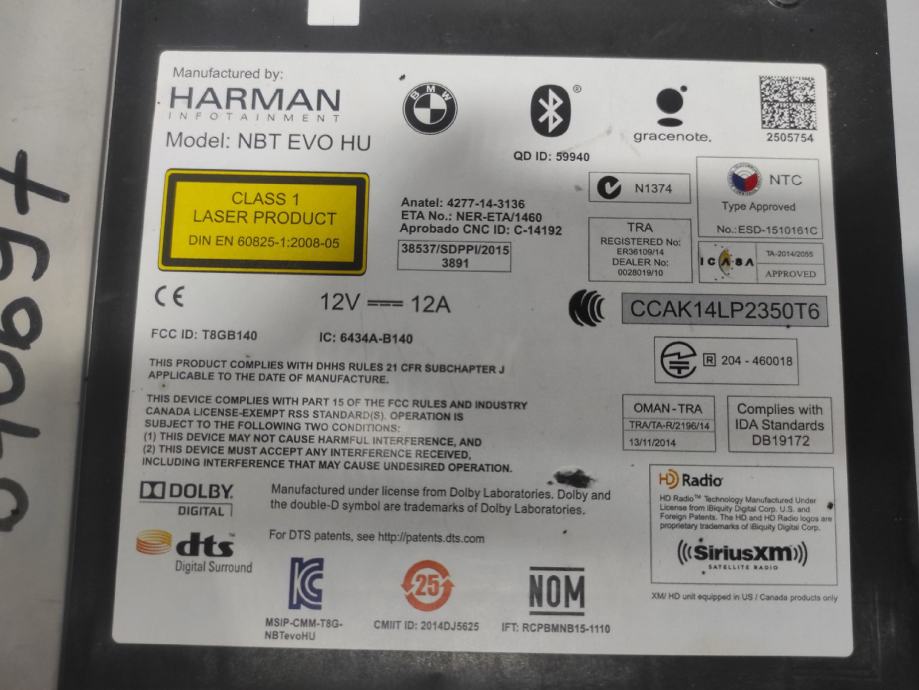 Manufactured by:
HARMAN
INFOTAINMENT
Model: NBT EVO HU
BMW
®
QD ID: 59940
gracenote.
2505754
CLASS 1
LASER PRODUCT
DIN EN 60825-1:2008-05
Anatel: 4277-14-3136
ETA No.: NER-ETA/1460
Aprobado CNC ID: C-14192
38537/SDPPI/2015
3891
N1374
TRA
REGISTERED No:
ER36109/14
DEALER No:
0028019/10
NTC
Type Approved
No.:ESD-1510161C
ICASA
TA-2014/2055
APPROVED
CE
12V 12A
CCAK14LP2350T6
FCC ID: T8GB140
IC: 6434A-B140
R 204 - 460018
THIS PRODUCT COMPLIES WITH DHHS RULES 21 CFR SUBCHAPTER J
APPLICABLE TO THE DATE OF MANUFACTURE.
THIS DEVICE COMPLIES WITH PART 15 OF THE FCC RULES AND INDUSTRY
CANADA LICENSE-EXEMPT RSS STANDARD(S). OPERATION IS
SUBJECT TO THE FOLLOWING TWO CONDITIONS:
(1) THIS DEVICE MAY NOT CAUSE HARMFUL INTERFERENCE, AND
(2) THIS DEVICE MUST ACCEPT ANY INTERFERENCE RECEIVED,
INCLUDING INTERFERENCE THAT MAY CAUSE UNDESIRED OPERATION.
OMAN - TRA
TRA/TA-R/2196/14
13/11/2014
Complies with
IDA Standards
DB19172
DOLBY
DIGITAL
Manufactured under license from Dolby Laboratories. Dolby and
the double-D symbol are trademarks of Dolby Laboratories.
dts™
Digital Surround
For DTS patents, see http://patents.dts.com
HD Radio
HD Radio™ Technology Manufactured Under
License from iBiquity Digital Corp. U.S. and
Foreign Patents. The HD and HD Radio logos are
proprietary trademarks of iBiquity Digital Corp.
SiriusXM
SATELLITE RADIO
XM/ HD unit equipped in US / Canada products only
MSIP-CMM-T8G-
NBTevoHU
25
CMIIT ID: 2014DJ5625
NOM
IFT: RCPBMNB15-1110